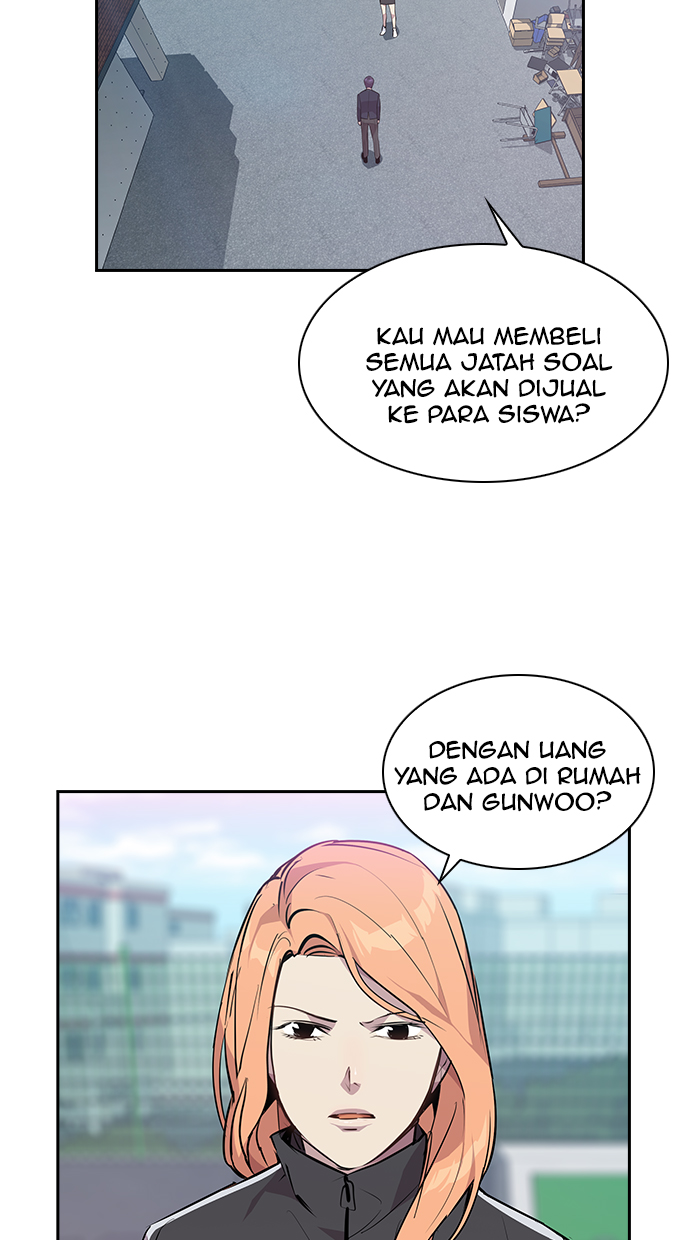 KAU MAU MEMBELI
SEMUA JATAH SOAL
YANG AKAN DIJUAL
KE PARA SISWA?
DENGAN UANG
YANG ADA DI RUMAH
DAN GUNWOO?